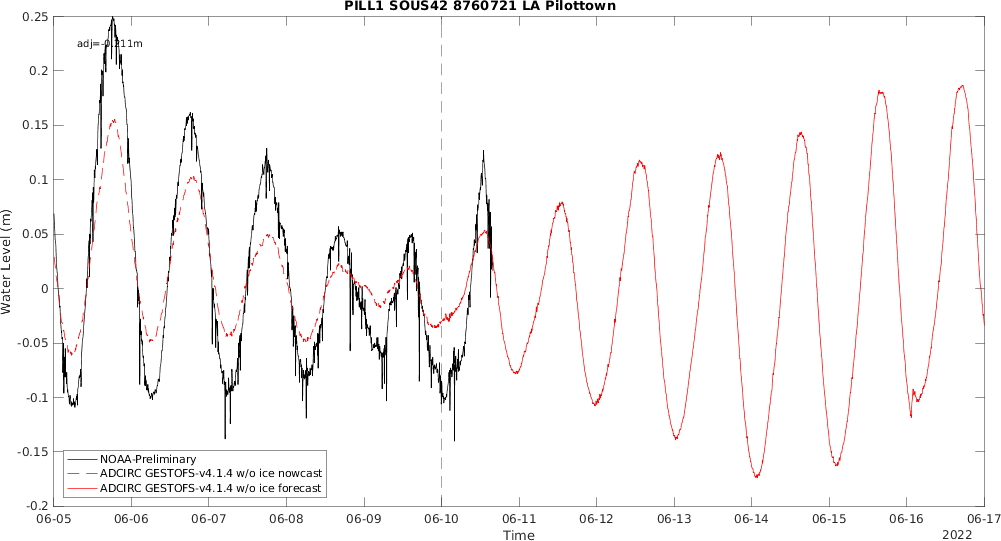 PILL1 SOUS42 8760721 LA Pilottown
adj=-0.211m
0.25
0.2
0.15
0.1
0.05
0
-0.05
-0.1
-0.15
-0.2
Water Level (m)
NOAA-Preliminary
ADCIRC GESTOFS-v4.1.4 w/o ice nowcast
ADCIRC GESTOFS-v4.1.4 w/o ice forecast
06-05 06-06 06-07 06-08 06-09 06-10 06-11 06-12 06-13 06-14 06-15 06-16 06-17
Time
2022